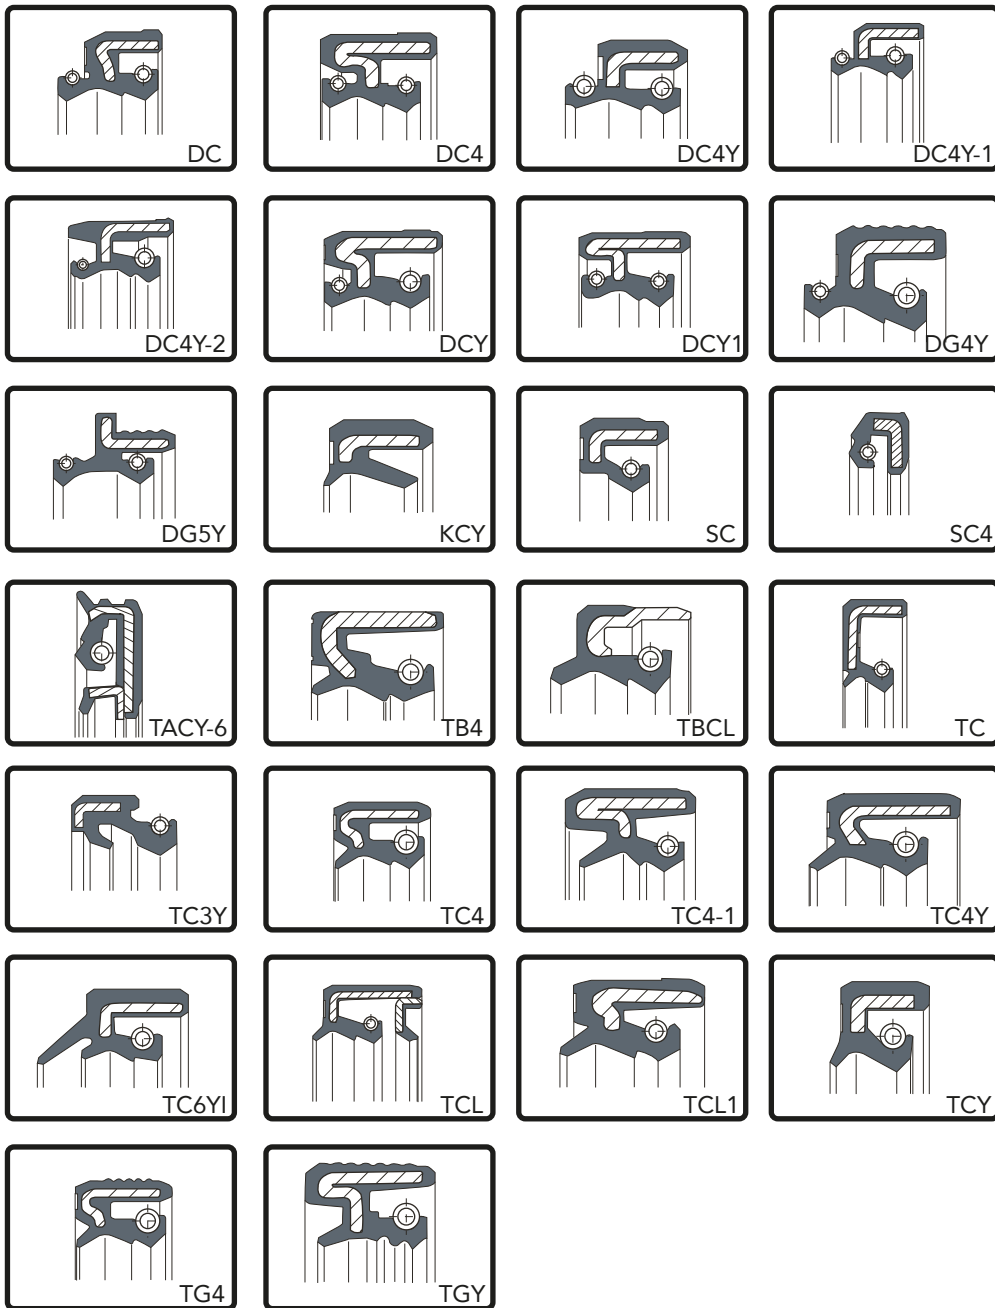 DC
DC4
DC4Y
DC4Y-1
DC4Y-2
DCY
DCY1
DG4Y
DG5Y
KCY
SC
SC4
TACY-6
TB4
TBCL
TC
TC3Y
TC4
TC4-1
TC4Y
TC6YI
TCL
TCL1
TCY
TG4
TGY